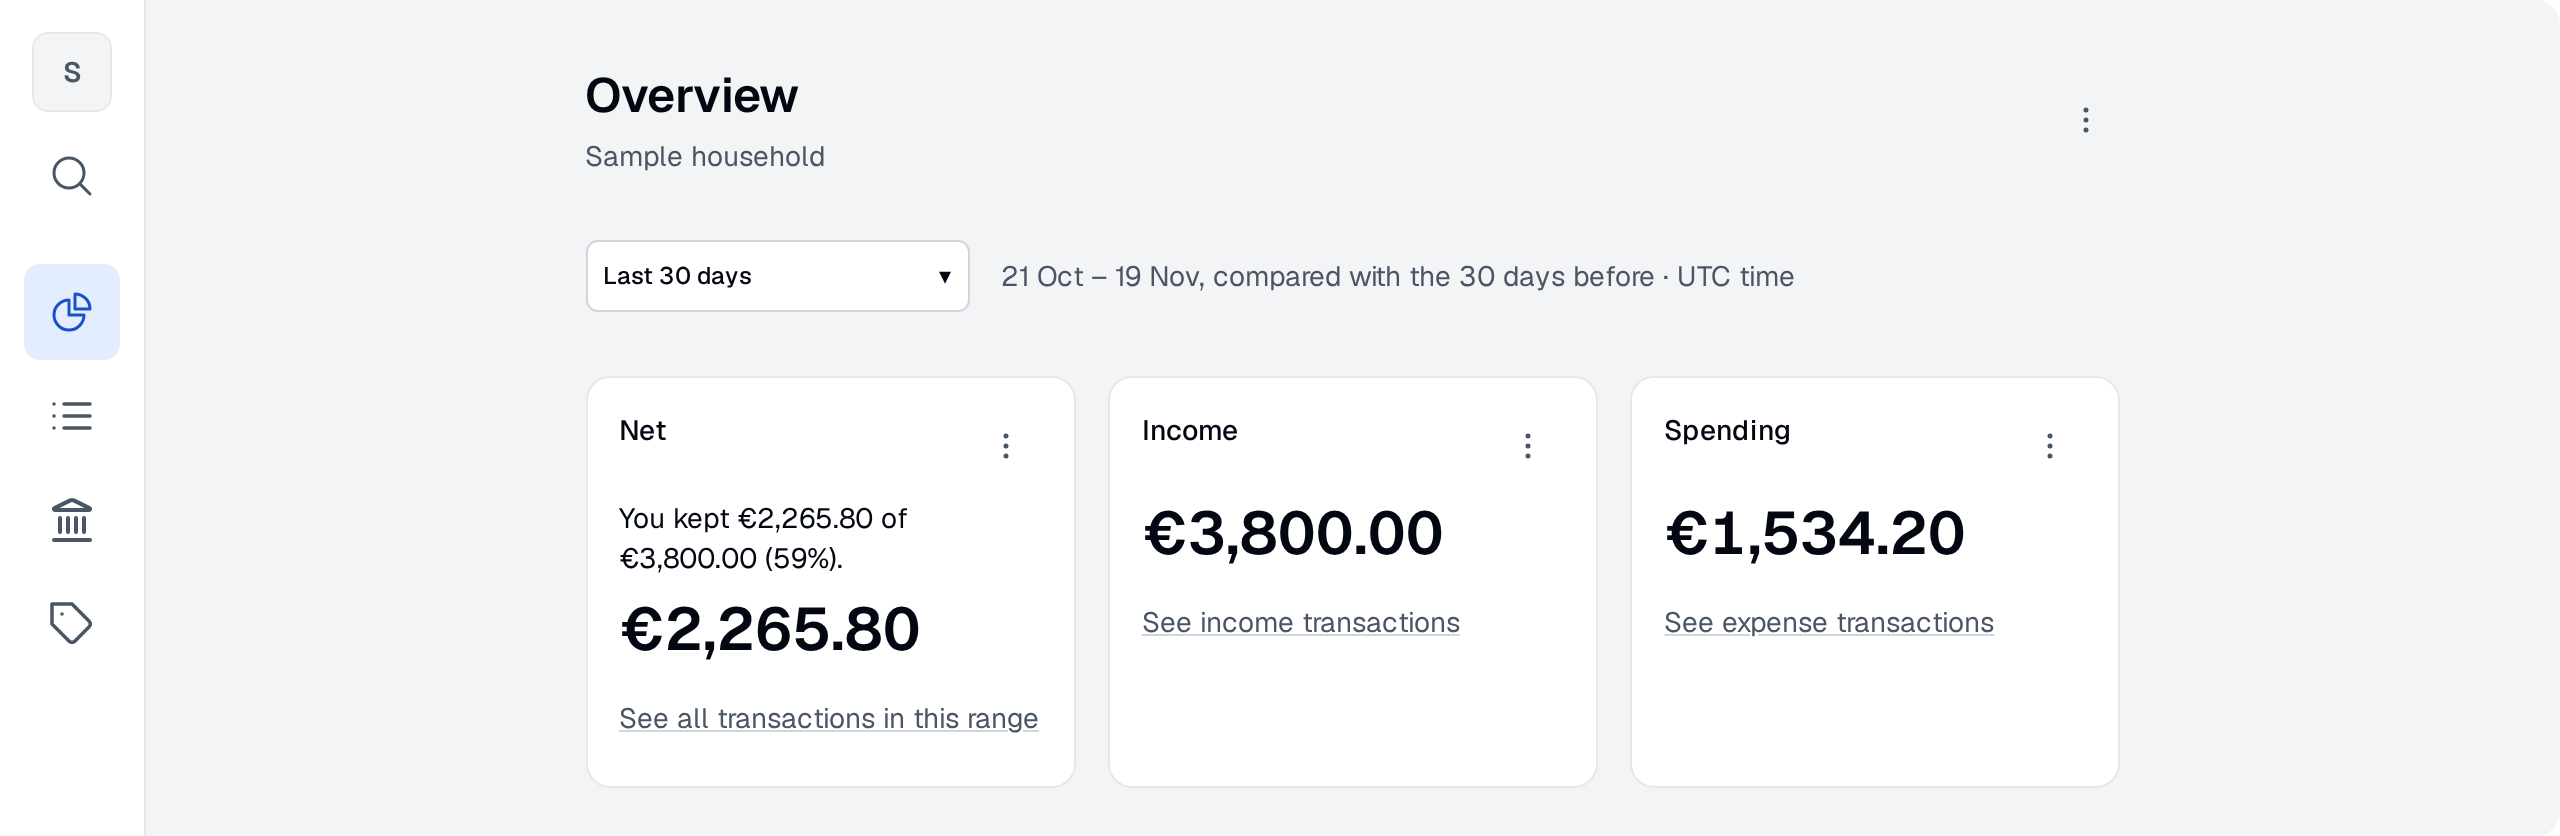 S
Overview
Sample household
Last 30 days
21 Oct – 19 Nov, compared with the 30 days before · UTC time
Net
You kept €2,265.80 of
€3,800.00 (59%).
€2,265.80
See all transactions in this range
Income
€3,800.00
See income transactions
Spending
€1,534.20
See expense transactions